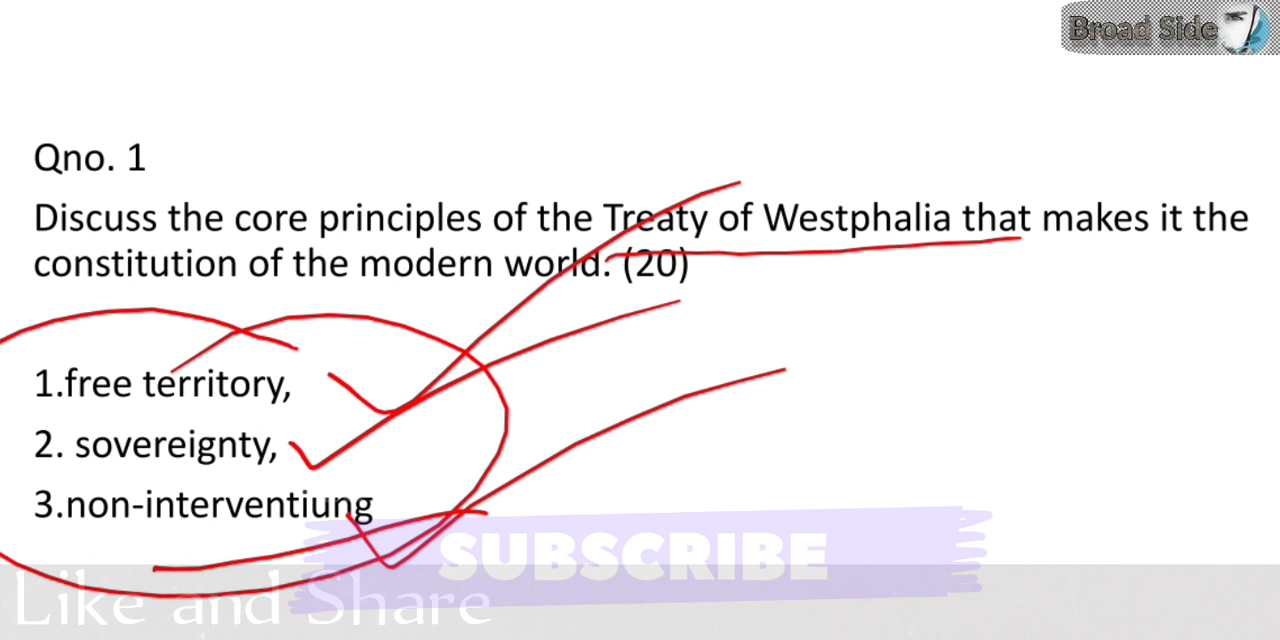 Broad Side
Qno. 1
Discuss the core principles of the Treaty of Westphalia that makes it the
constitution of the modern world. (20)
1.free territory,
2. sovereignty,
3.non-interventiung
SUBSCRIBE
Like and Share